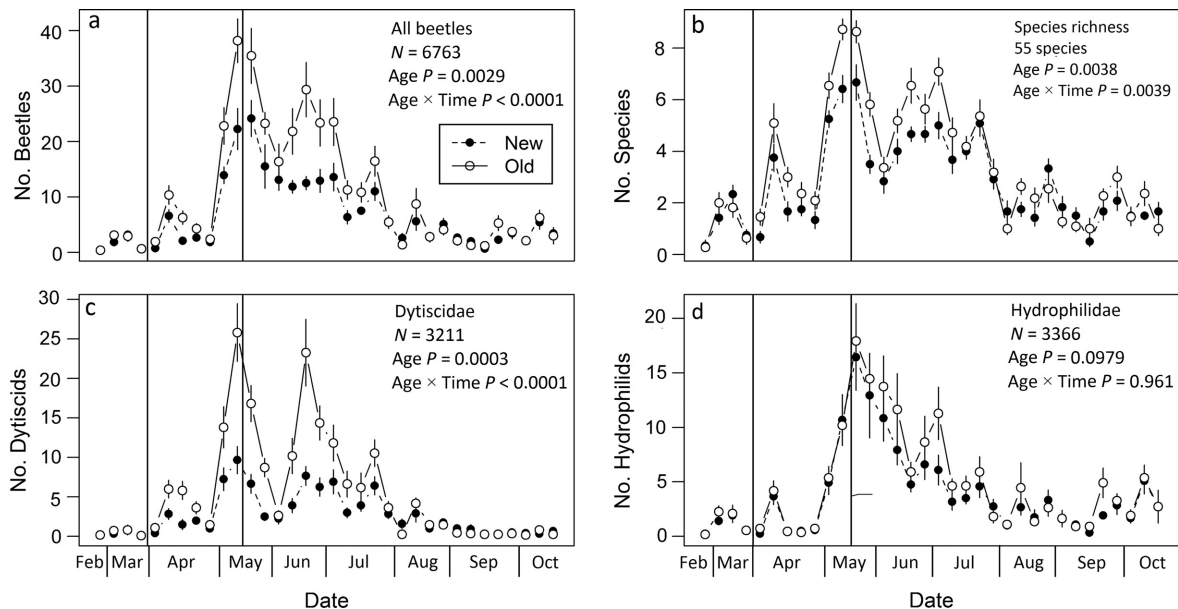 a
All beetles
N = 6763
Age P = 0.0029
Age × Time P < 0.0001
New
Old
No. Beetles
40
30
20
10
0
b
Species richness
55 species
Age P = 0.0038
Age × Time P = 0.0039
No. Species
8
6
4
2
0
c
Dytiscidae
N = 3211
Age P = 0.0003
Age × Time P < 0.0001
No. Dytiscids
30
25
20
15
10
5
0
Feb Mar Apr May Jun Jul Aug Sep Oct
Date
d
Hydrophilidae
N = 3366
Age P = 0.0979
Age × Time P = 0.961
No. Hydrophilids
20
15
10
5
0
Feb Mar Apr May Jun Jul Aug Sep Oct
Date